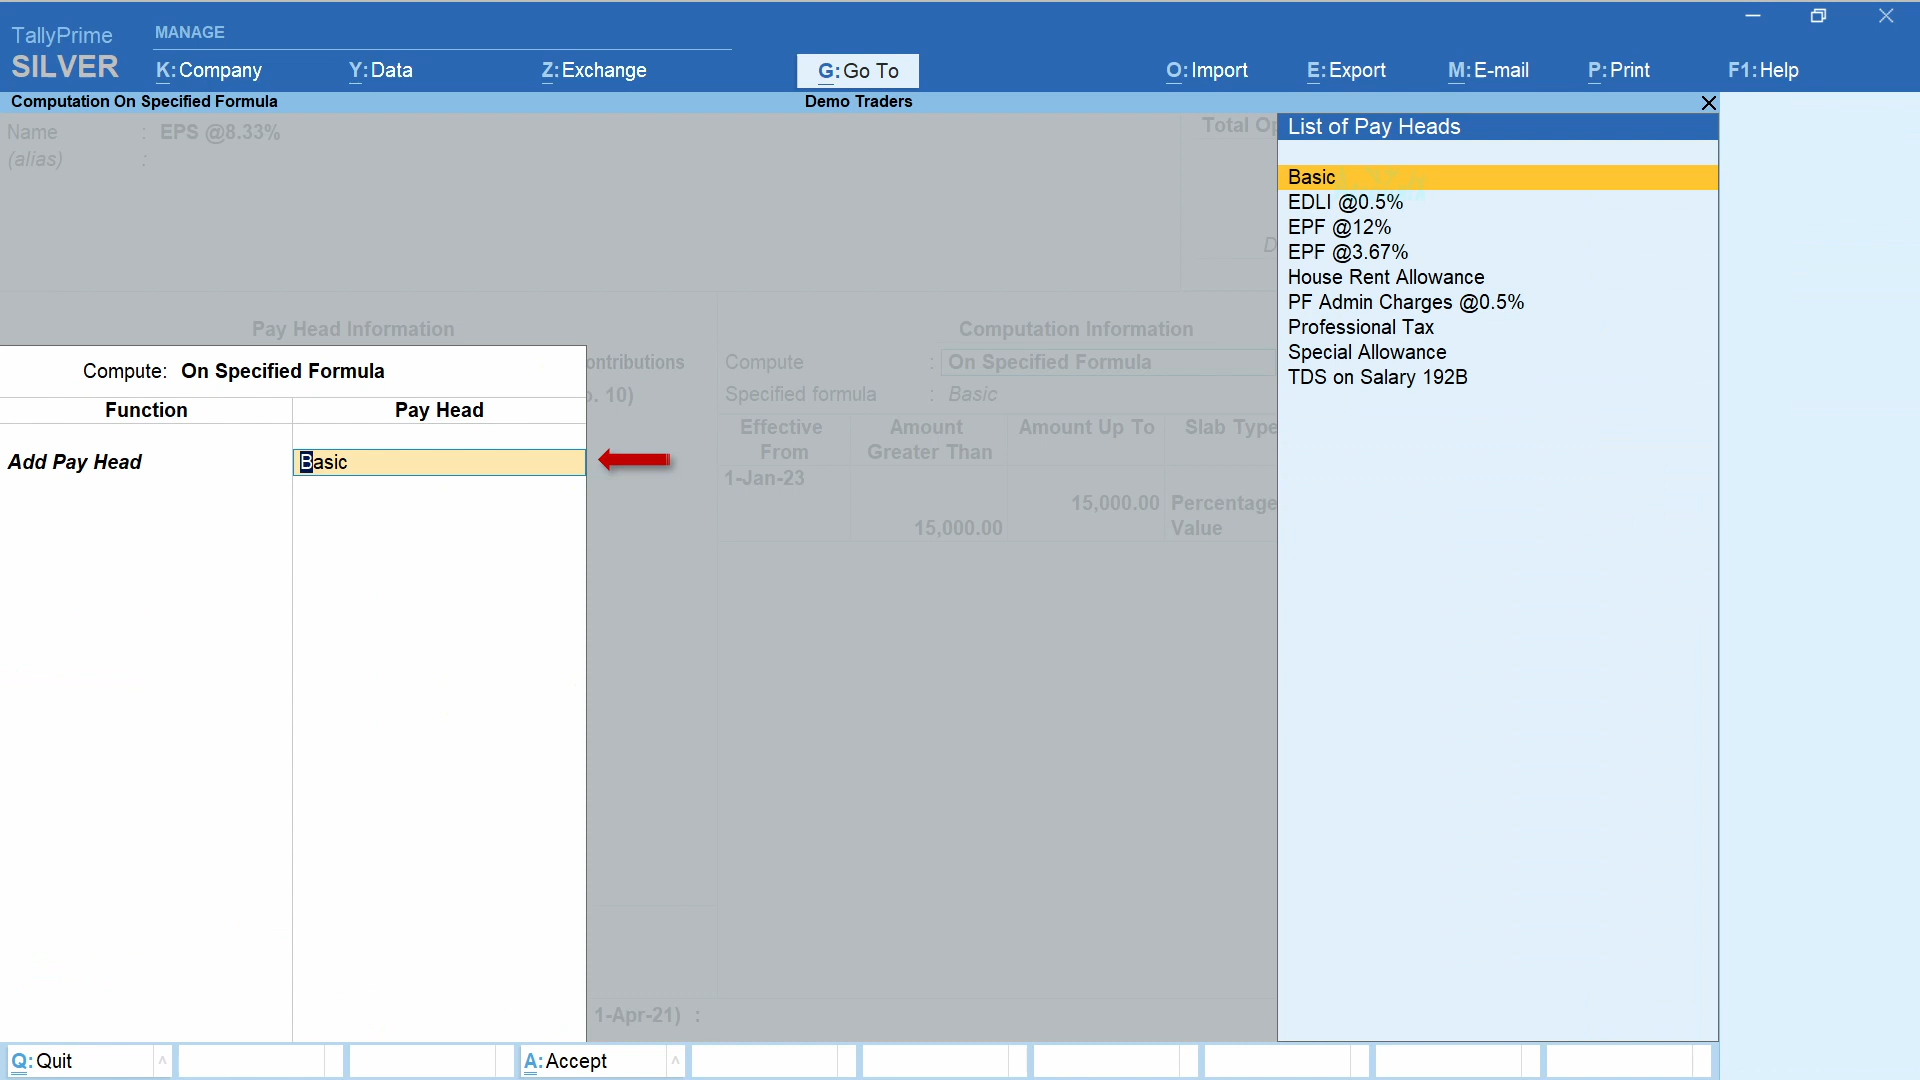 TallyPrime
SILVER
MANAGE
K:Company
Y:Data
Z:Exchange
G:Go To
O:Import
E:Export
M:E-mail
P:Print
F1:Help
Computation On Specified Formula
Demo Traders
Name : EPS @8.33%
(alias) :
Total Op
D
Pay Head Information
Computation Information
ontributions
o. 10)
Compute : On Specified Formula
Specified formula : Basic
Effective From
Amount Greater Than
Amount Up To
Slab Type
1-Jan-23
15,000.00 Percentage
15,000.00 Value
1-Apr-21) :
Compute: On Specified Formula
Function Pay Head
Add Pay Head Basic
List of Pay Heads
Basic
EDLI @0.5%
EPF @12%
EPF @3.67%
House Rent Allowance
PF Admin Charges @0.5%
Professional Tax
Special Allowance
TDS on Salary 192B
Q:Quit
A:Accept